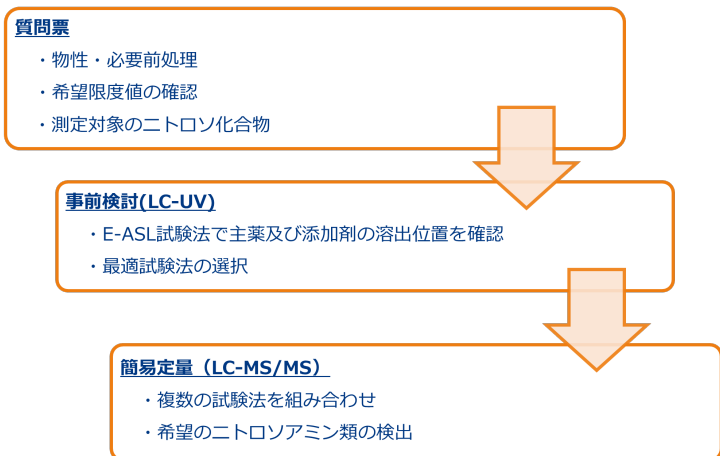 質問票
・物性・必要前処理
・希望限度値の確認
・測定対象のニトロソ化合物
事前検討(LC-UV)
・E-ASL試験法で主薬及び添加剤の溶出位置を確認
・最適試験法の選択
簡易定量（LC-MS/MS）
・複数の試験法を組み合わせ
・希望のニトロソアミン類の検出